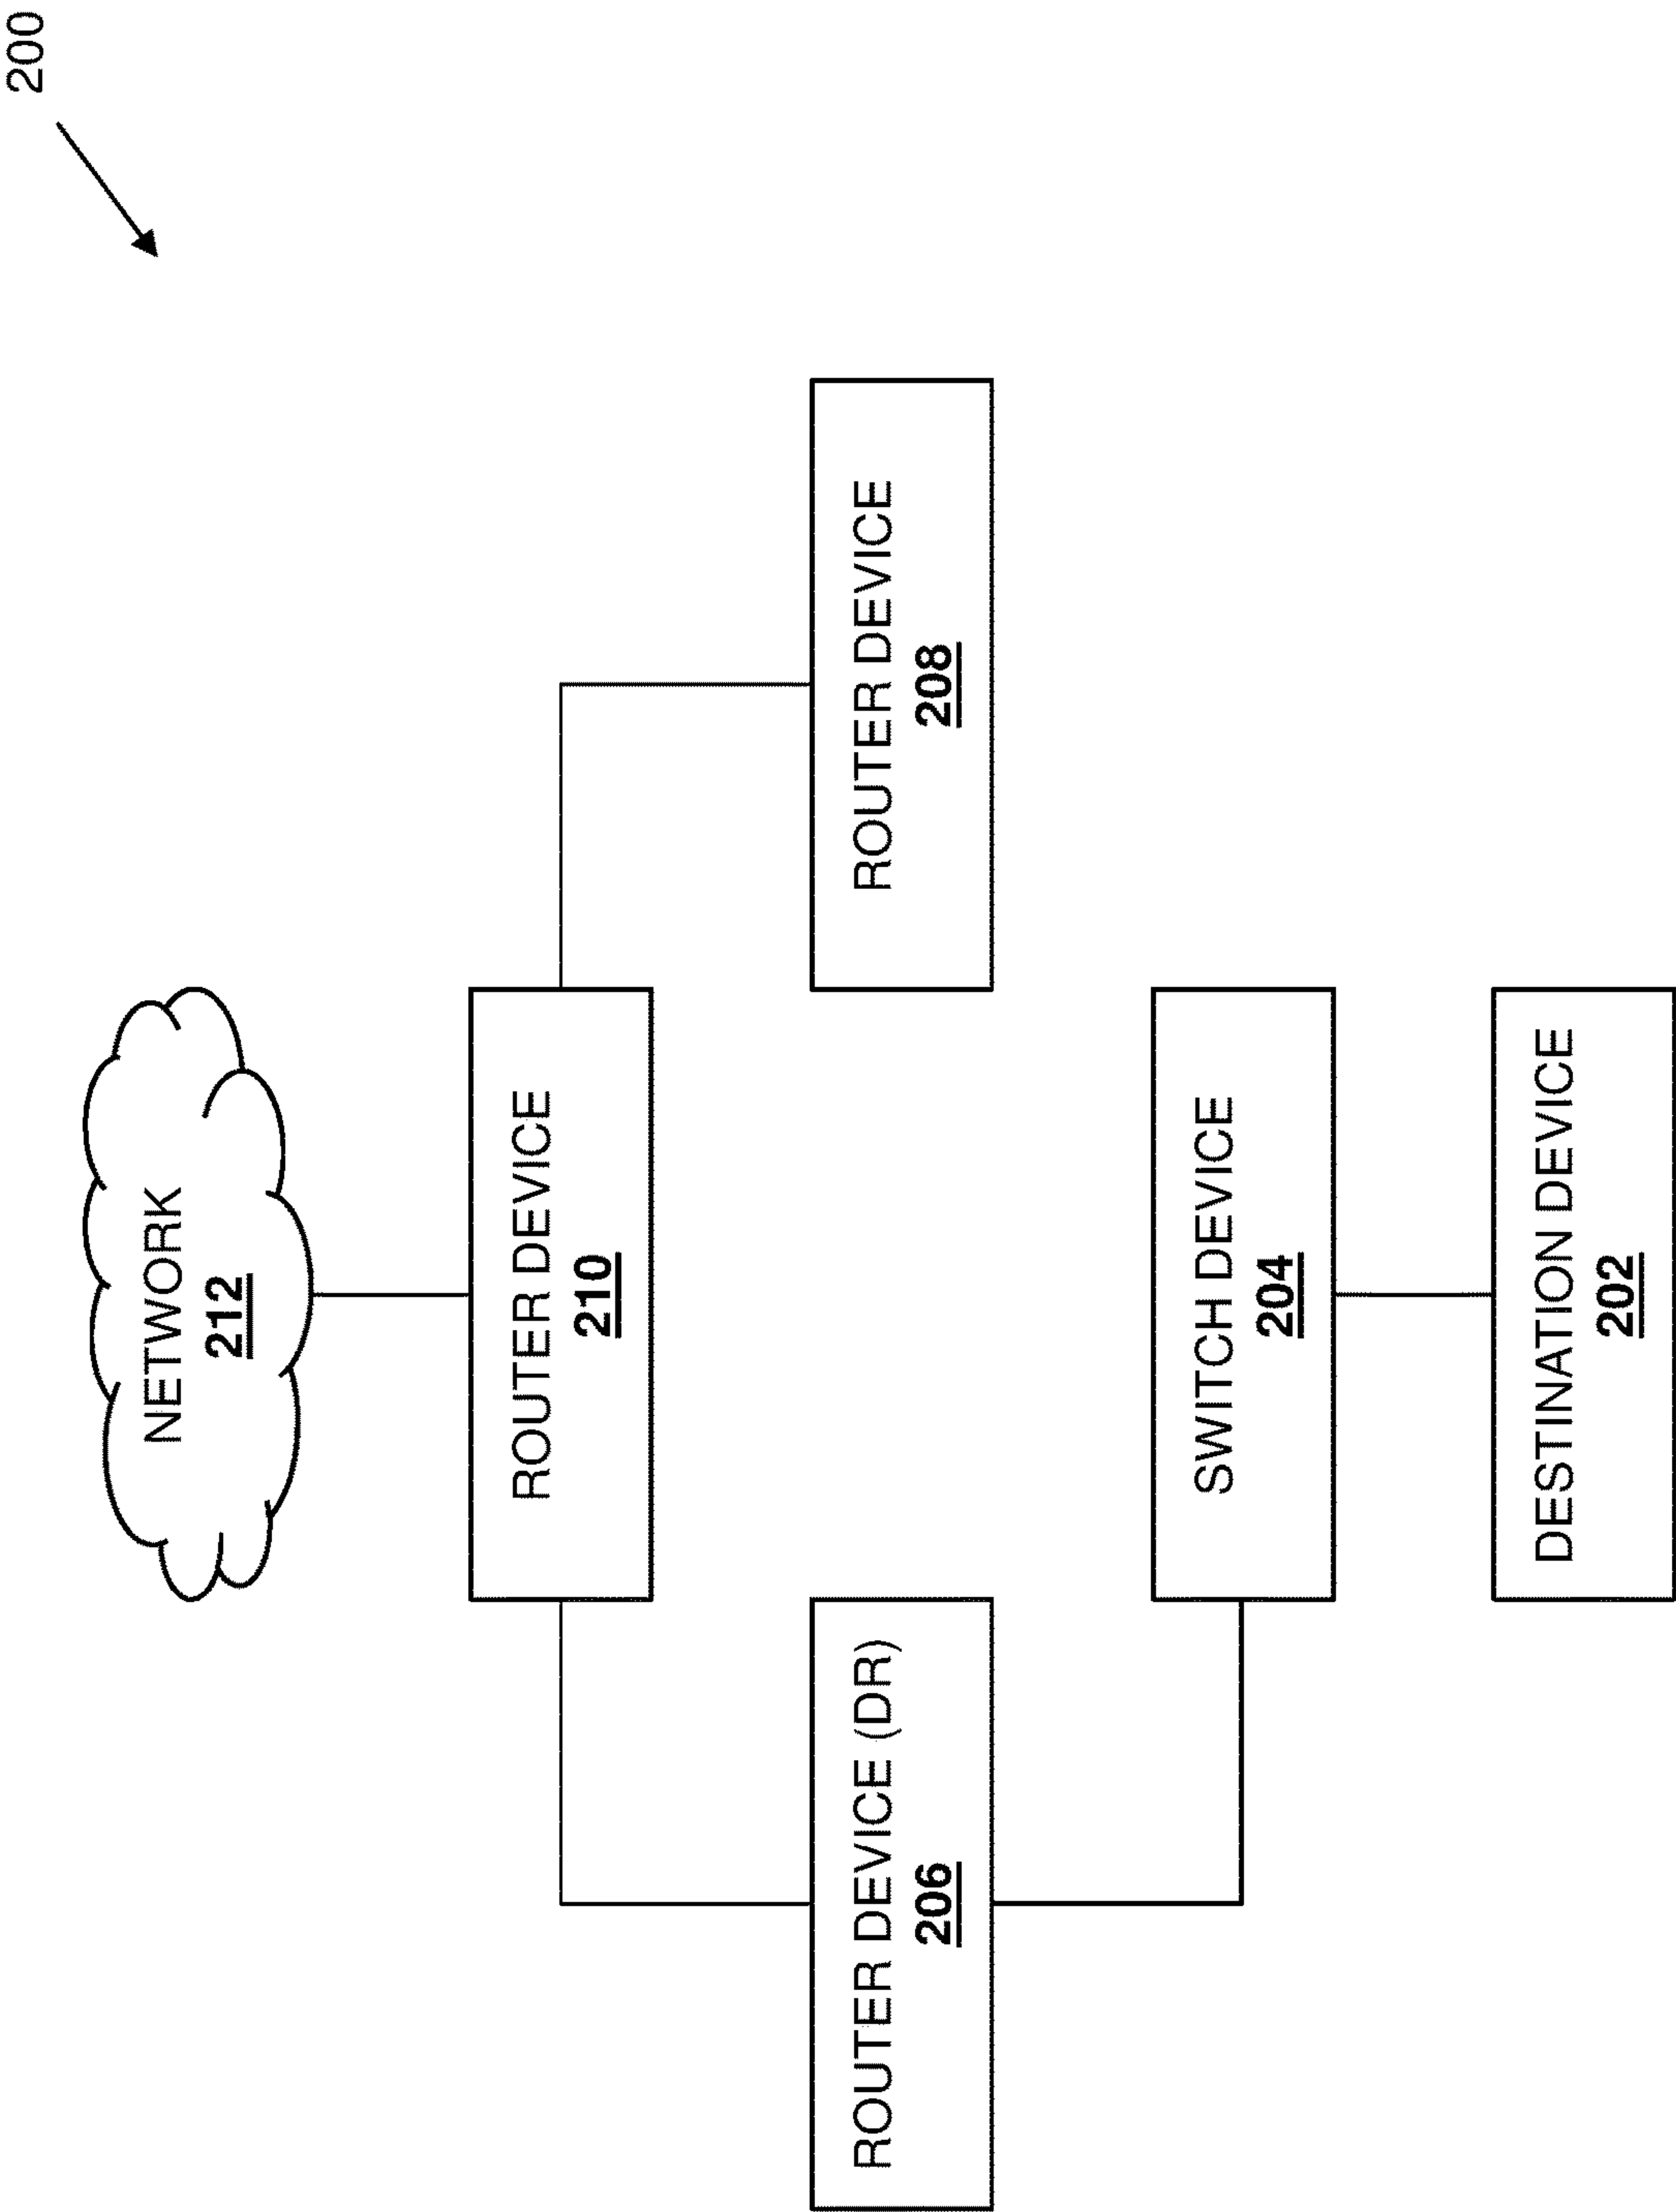 200
NETWORK
212
ROUTER DEVICE
210
ROUTER DEVICE (DR)
206
ROUTER DEVICE
208
SWITCH DEVICE
204
DESTINATION DEVICE
202